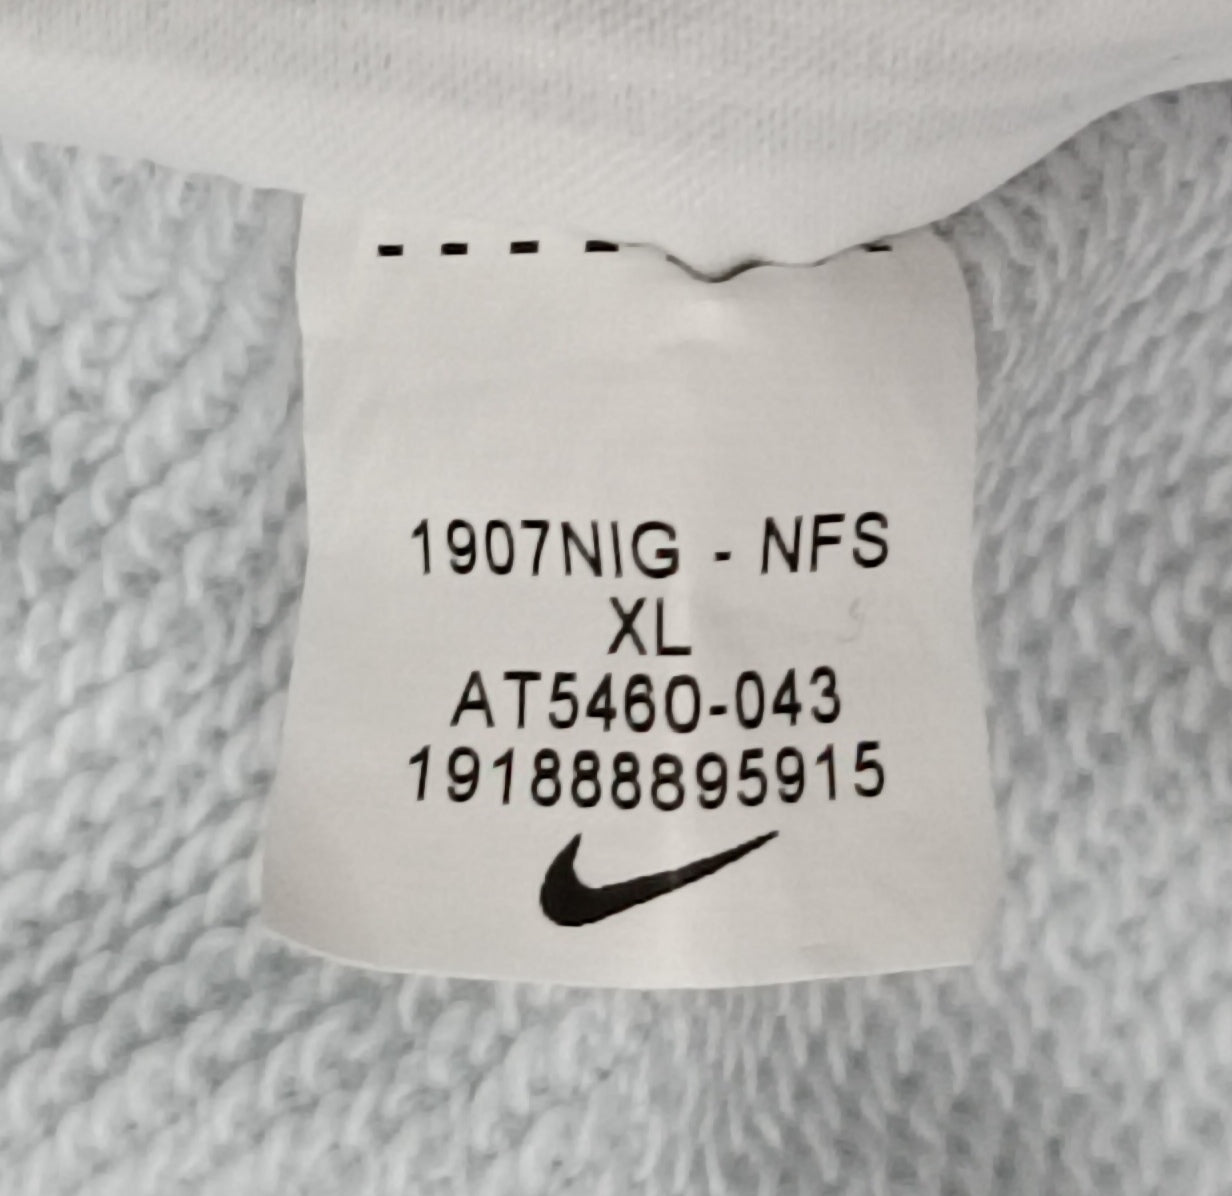 1907NIG - NFS
XL
AT5460-043
191888895915